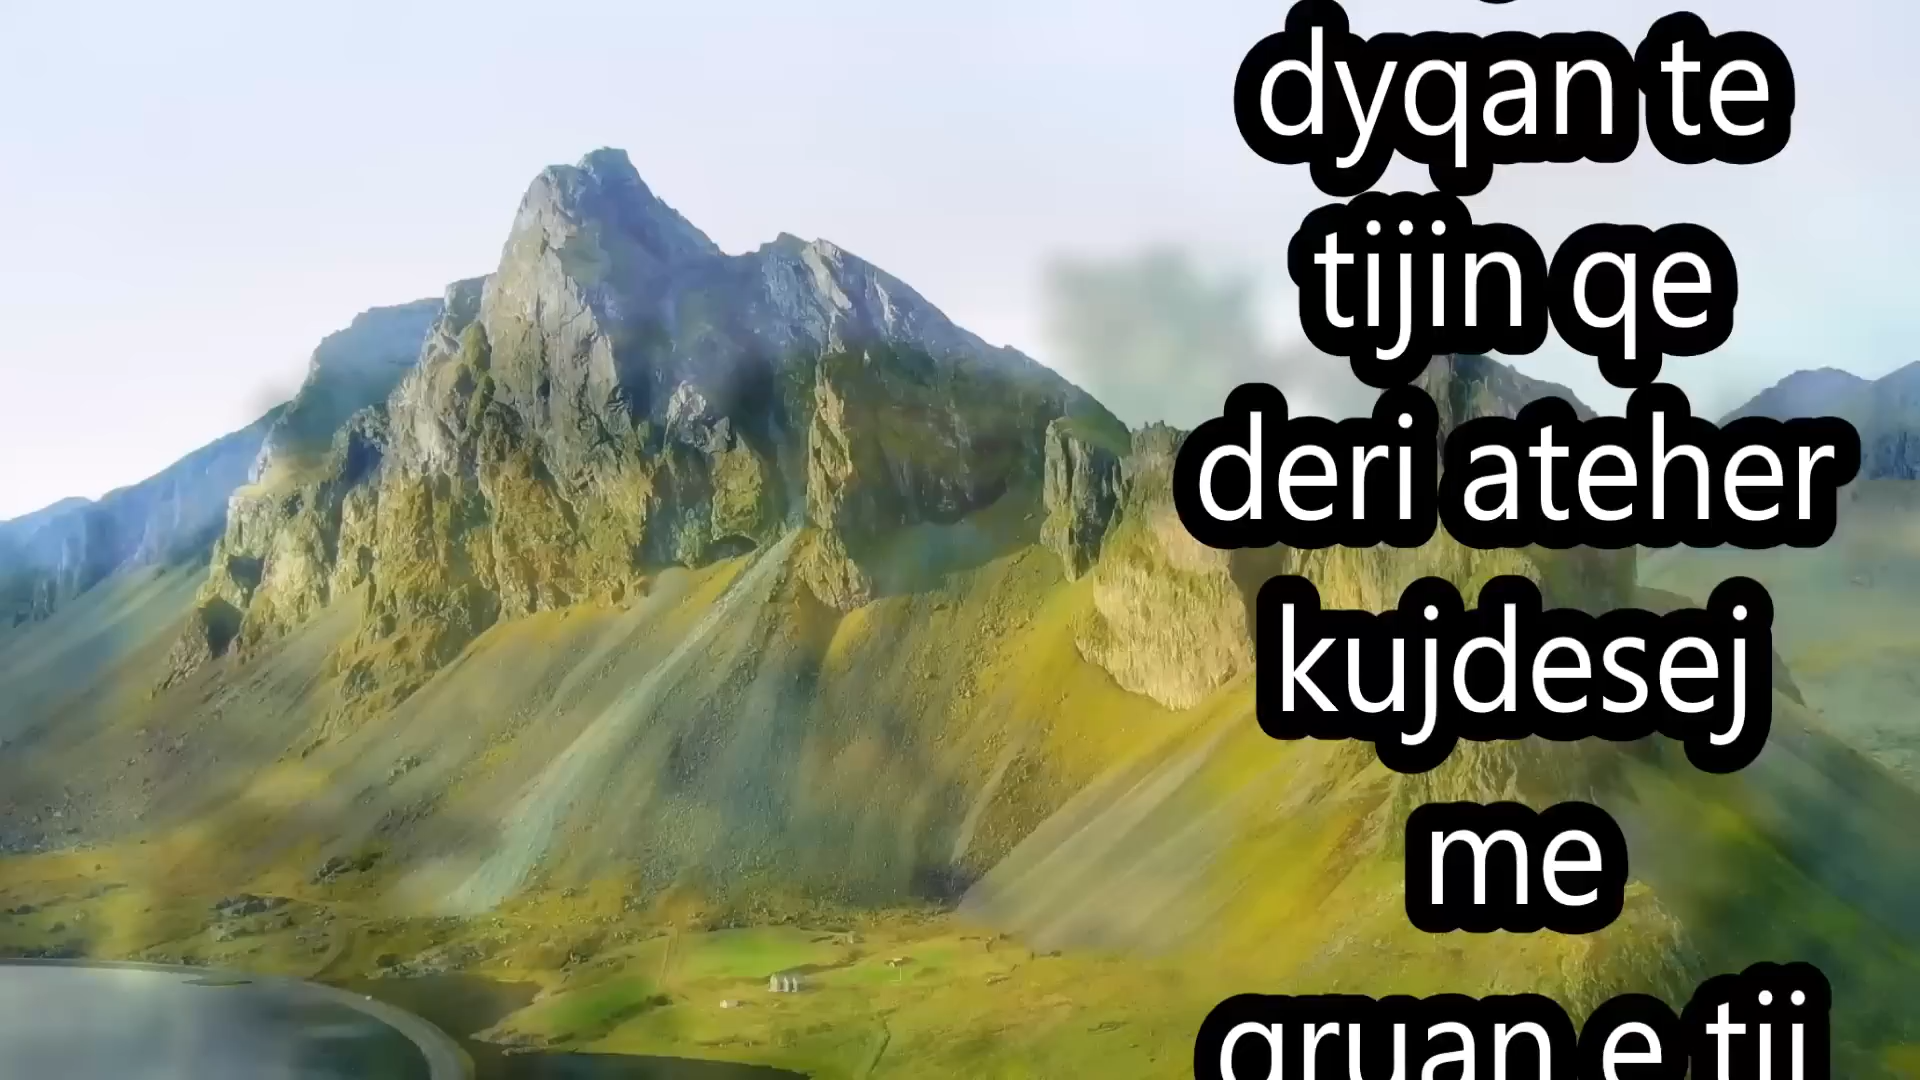 dyqan te
tijin qe
deri ateher
kujdesej
me
gruan e tij